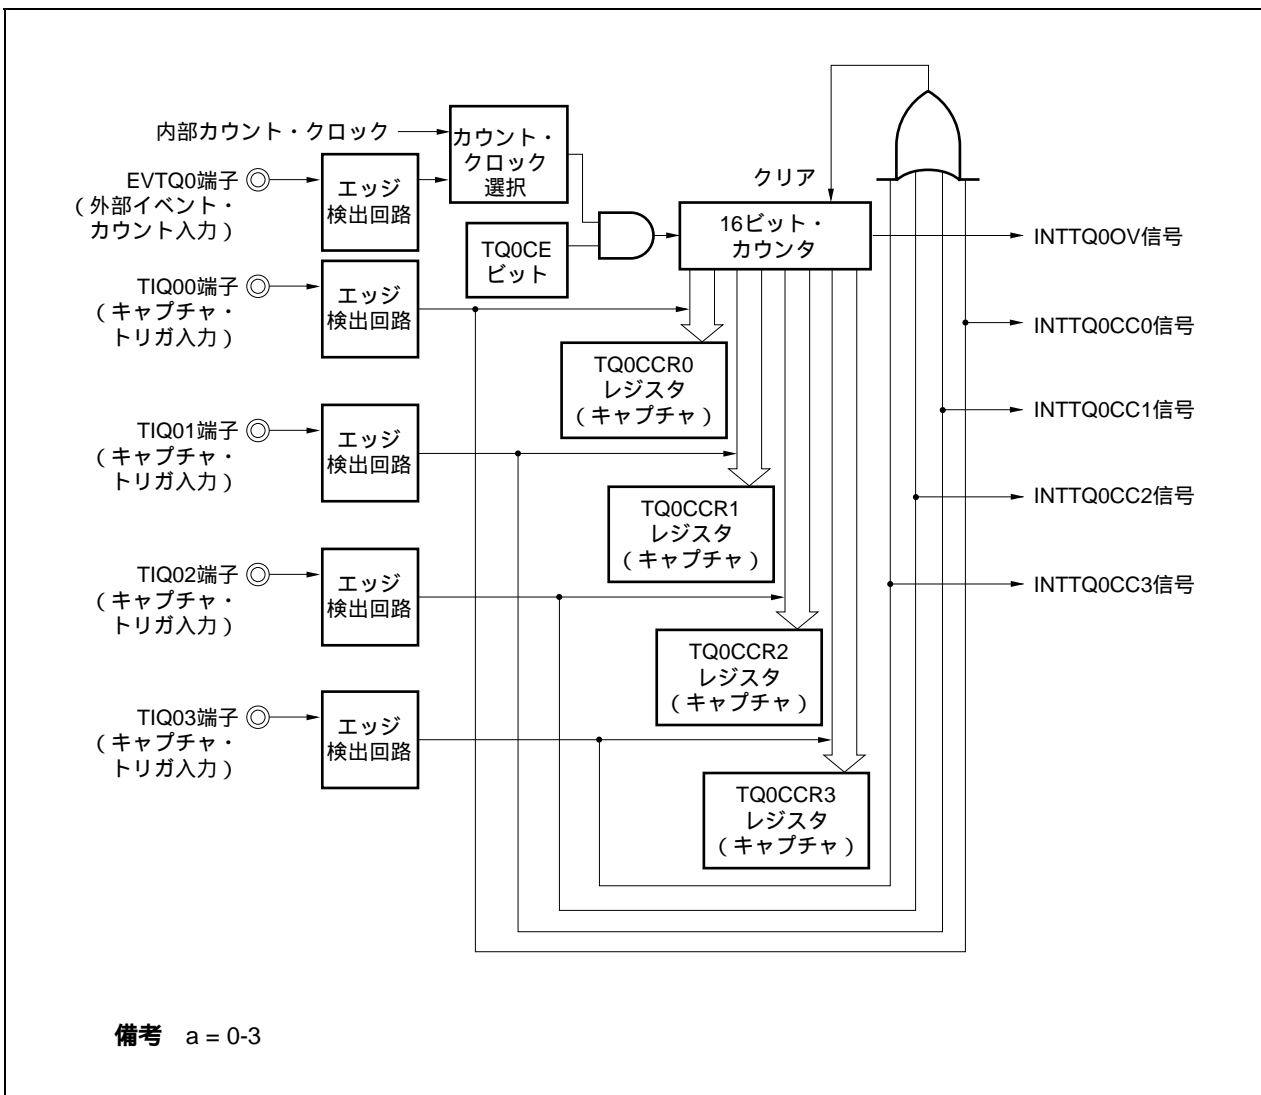 内部カウント・クロック
カウント・
クロック
選択
EVTQ0端子
(外部イベント・
カウント入力)
エッジ
検出回路
クリア
16ビット・
カウンタ
INTTQ0OV信号
TQ0CE
ビット
TIQ00端子
(キャプチャ・
トリガ入力)
エッジ
検出回路
INTTQ0CC0信号
TQ0CCR0
レジスタ
(キャプチャ)
TIQ01端子
(キャプチャ・
トリガ入力)
エッジ
検出回路
INTTQ0CC1信号
TQ0CCR1
レジスタ
(キャプチャ)
INTTQ0CC2信号
TIQ02端子
(キャプチャ・
トリガ入力)
エッジ
検出回路
INTTQ0CC3信号
TQ0CCR2
レジスタ
(キャプチャ)
TIQ03端子
(キャプチャ・
トリガ入力)
エッジ
検出回路
TQ0CCR3
レジスタ
(キャプチャ)
備考 a = 0-3